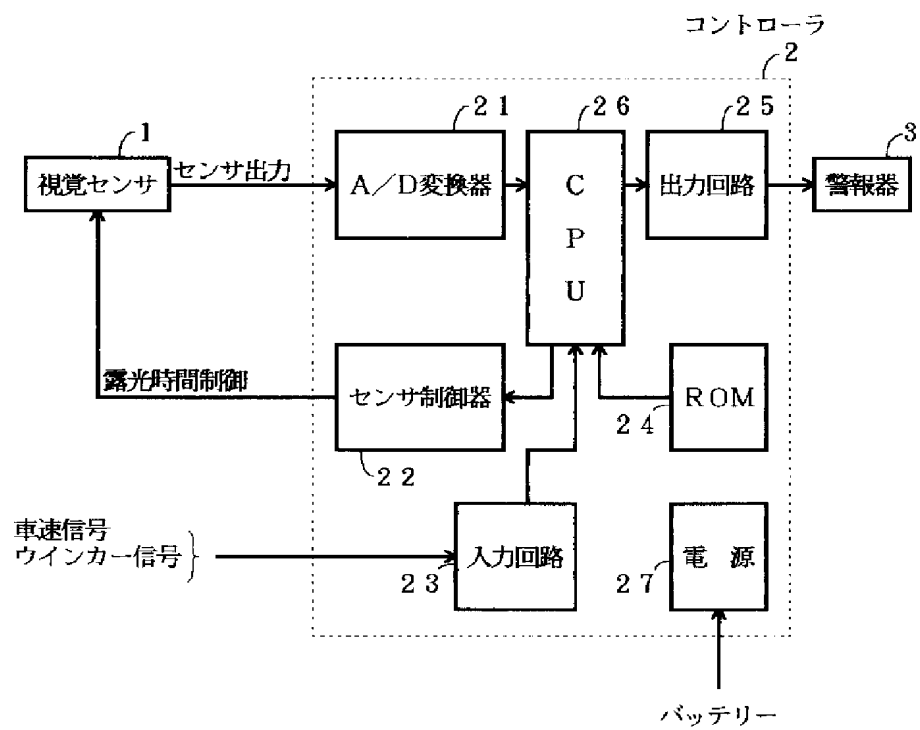 コントローラ
2
21
26
25
1
3
視覚センサ
センサ出力
A/D変換器
CPU
出力回路
警報器
露光時間制御
センサ制御器
22
24
ROM
車速信号
ウインカー信号
23
入力回路
27
電 源
バッテリー